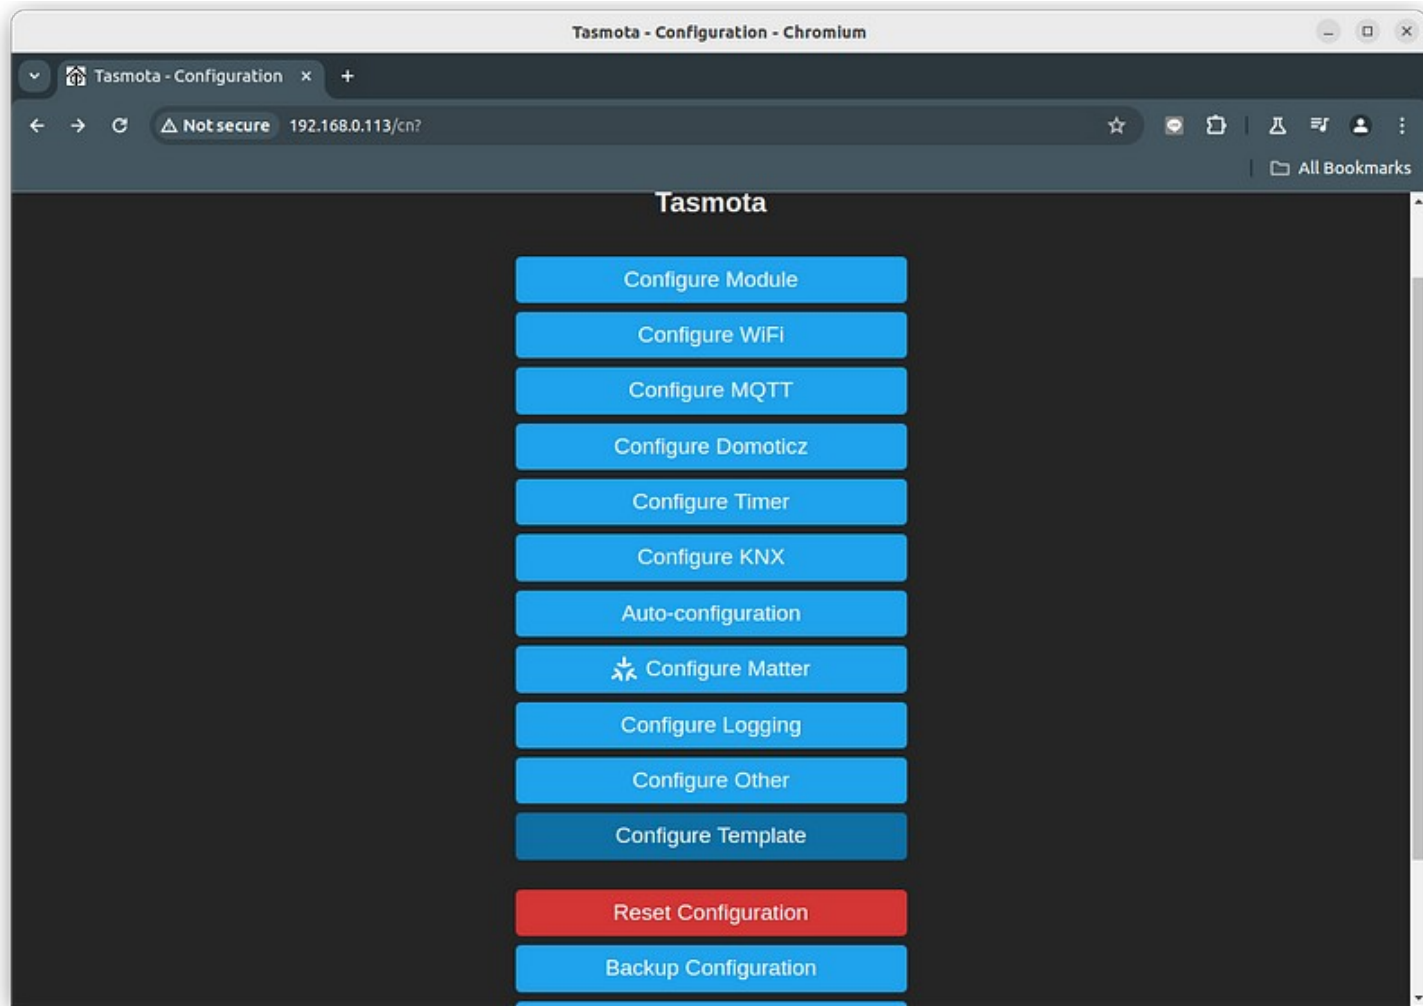 Tasmota - Configuration - Chromium
Tasmota - Configuration
Not secure 192.168.0.113/cn?
All Bookmarks
Tasmota
Configure Module
Configure WiFi
Configure MQTT
Configure Domoticz
Configure Timer
Configure KNX
Auto-configuration
Configure Matter
Configure Logging
Configure Other
Configure Template
Reset Configuration
Backup Configuration